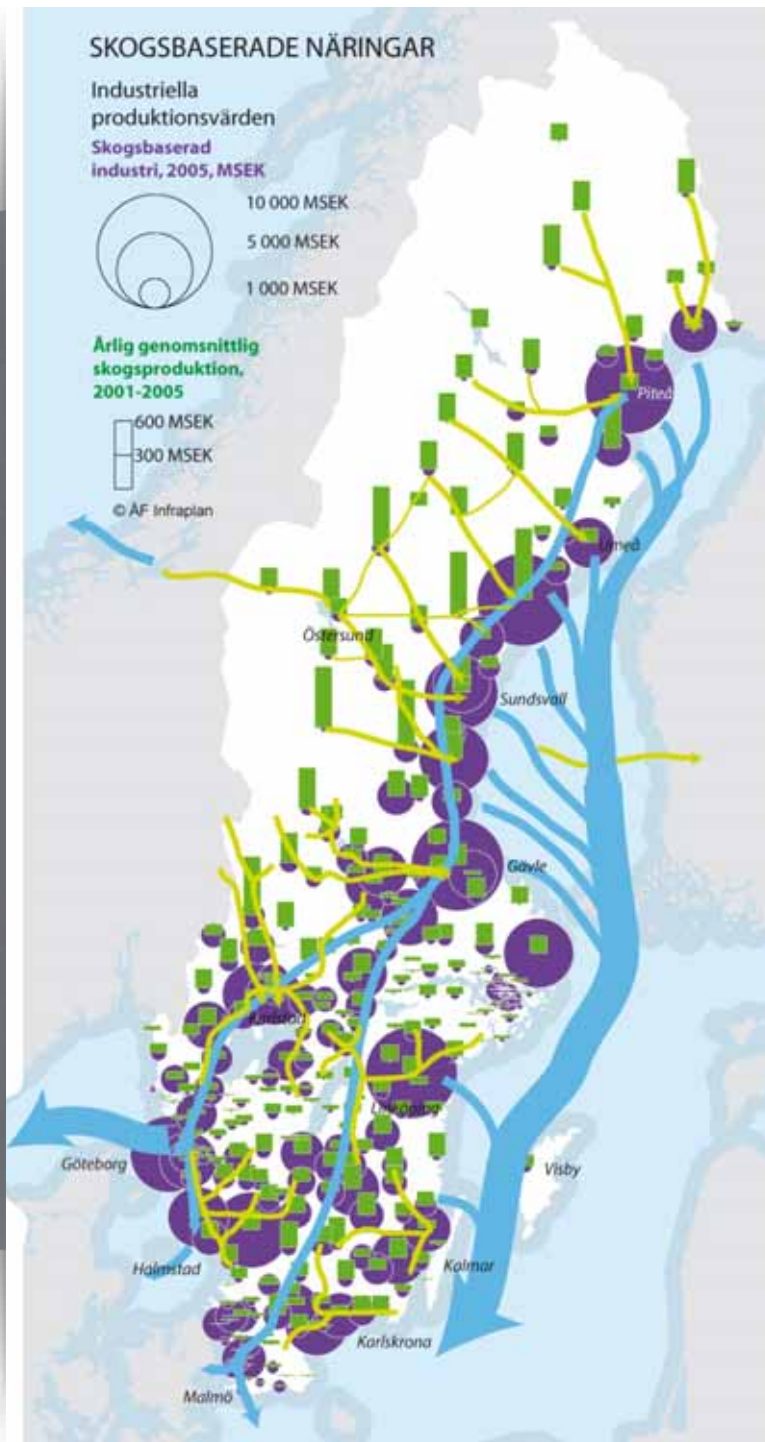 SKOGSBASERADE NÄRINGAR
Industriella
produktionsvärden
Skogsbaserad
industri, 2005, MSEK
10 000 MSEK
5 000 MSEK
1 000 MSEK
Årlig genomsnittlig
skogsproduktion,
2001-2005
600 MSEK
300 MSEK
© ÅF Infraplan
Piteå
Umeå
Östersund
Sundsvall
Gävle
Karlstad
Linköping
Göteborg
Visby
Halmstad
Kalmar
Karlskrona
Malmö